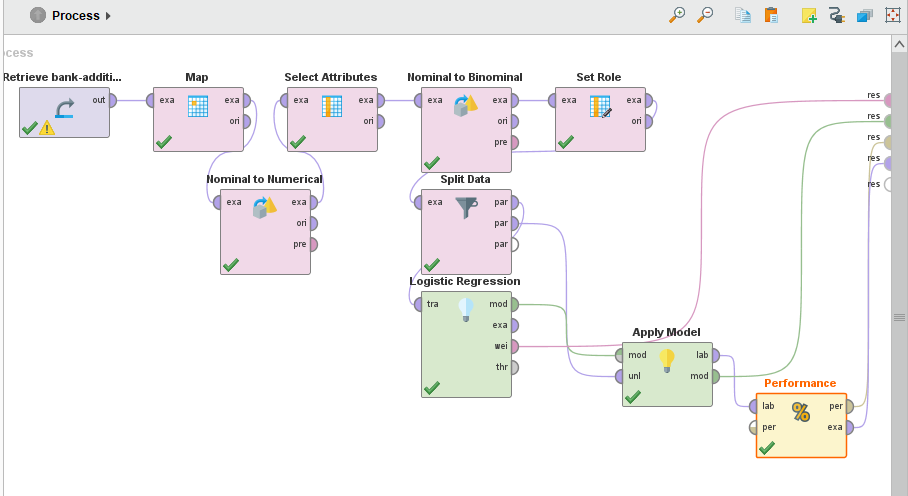 Process
ocess
Retrieve bank-additi...
out
Map
exa
exa
ori
Select Attributes
exa
exa
ori
Nominal to Binominal
exa
exa
ori
pre
Set Role
exa
exa
ori
Nominal to Numerical
exa
exa
ori
pre
Split Data
exa
par
par
par
Logistic Regression
tra
mod
exa
wei
thr
Apply Model
mod
lab
unl
mod
Performance
lab
per
per
exa
%
res
res
res
res
res